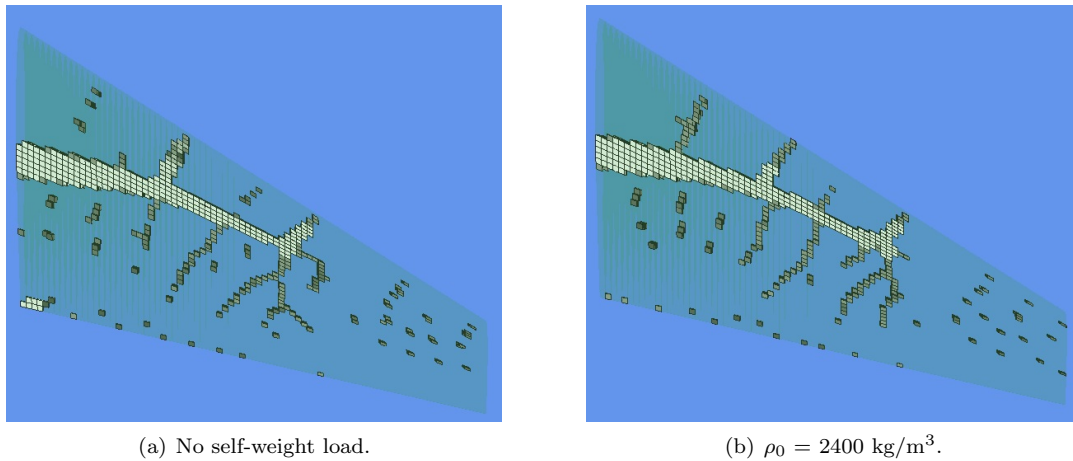 (a) No self-weight load.
(b) ρ₀ = 2400 kg/m³.